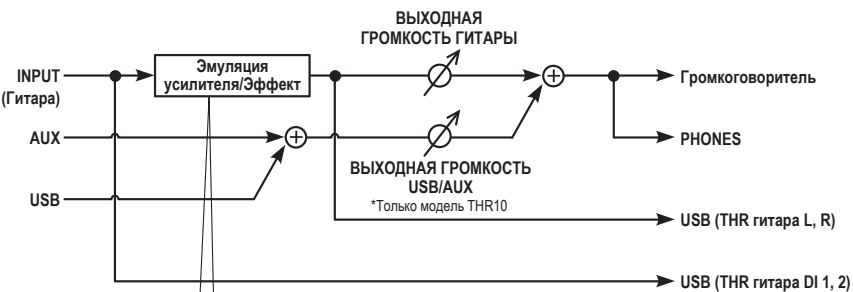 ВЫХОДНАЯ
ГРОМКОСТЬ ГИТАРЫ
INPUT
(Гитара)
Эмуляция
усилителя/Эффект
Громкоговоритель
AUX
PHONES
ВЫХОДНАЯ ГРОМКОСТЬ
USB/AUX
*Только модель THR10
USB
USB (THR гитара L, R)
USB (THR гитара DI 1, 2)